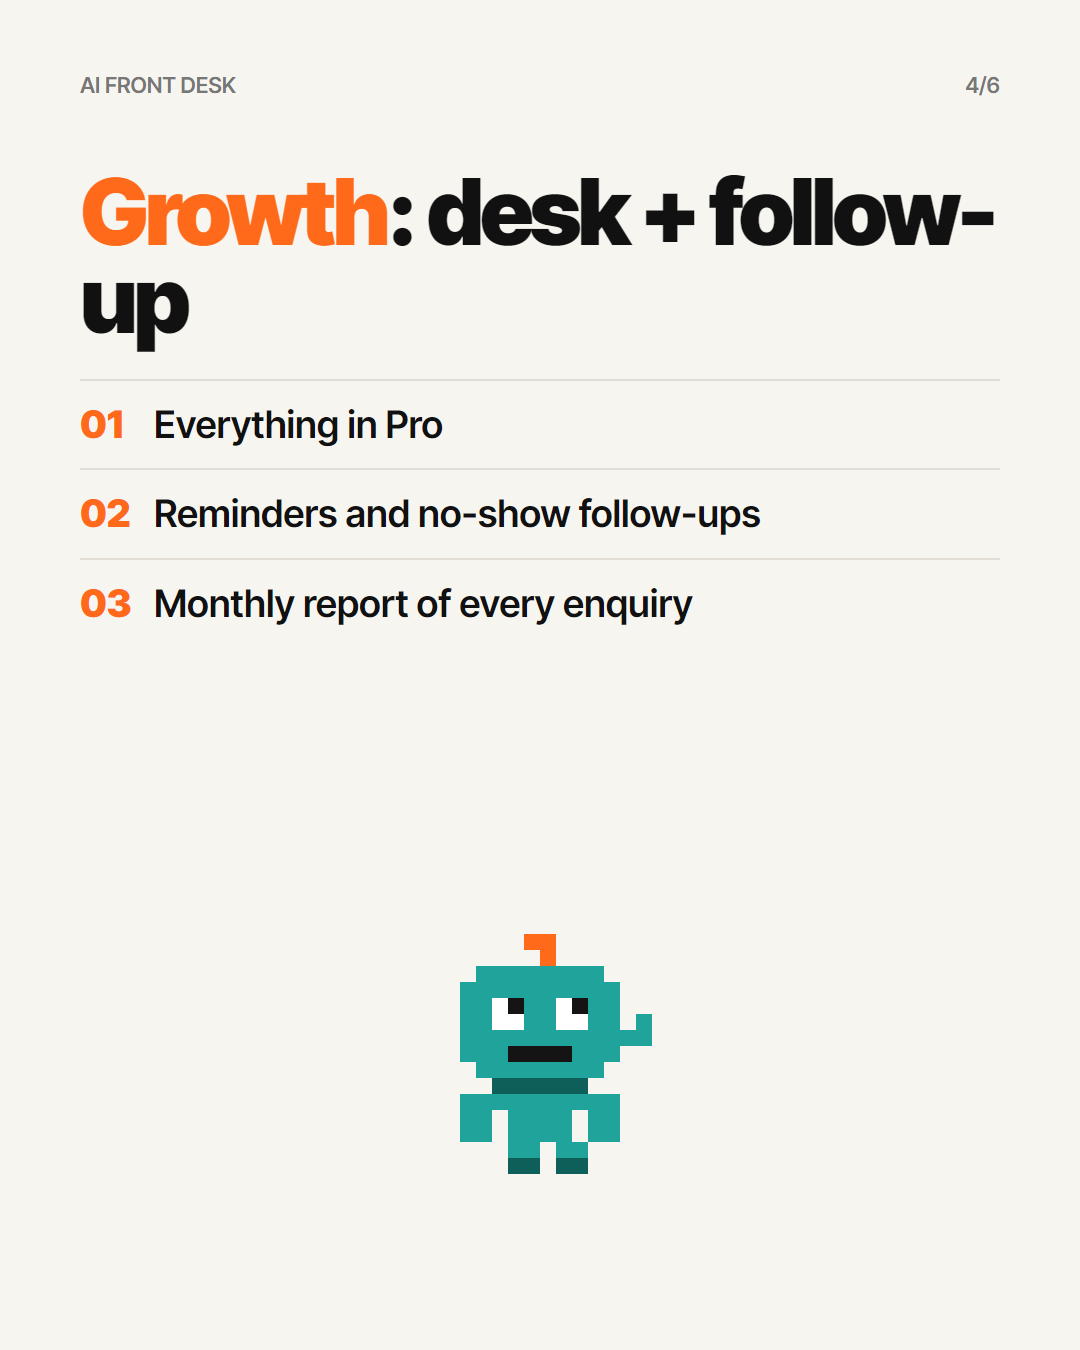 AI FRONT DESK
4/6
Growth: desk + follow-
up
01 Everything in Pro
02 Reminders and no-show follow-ups
03 Monthly report of every enquiry